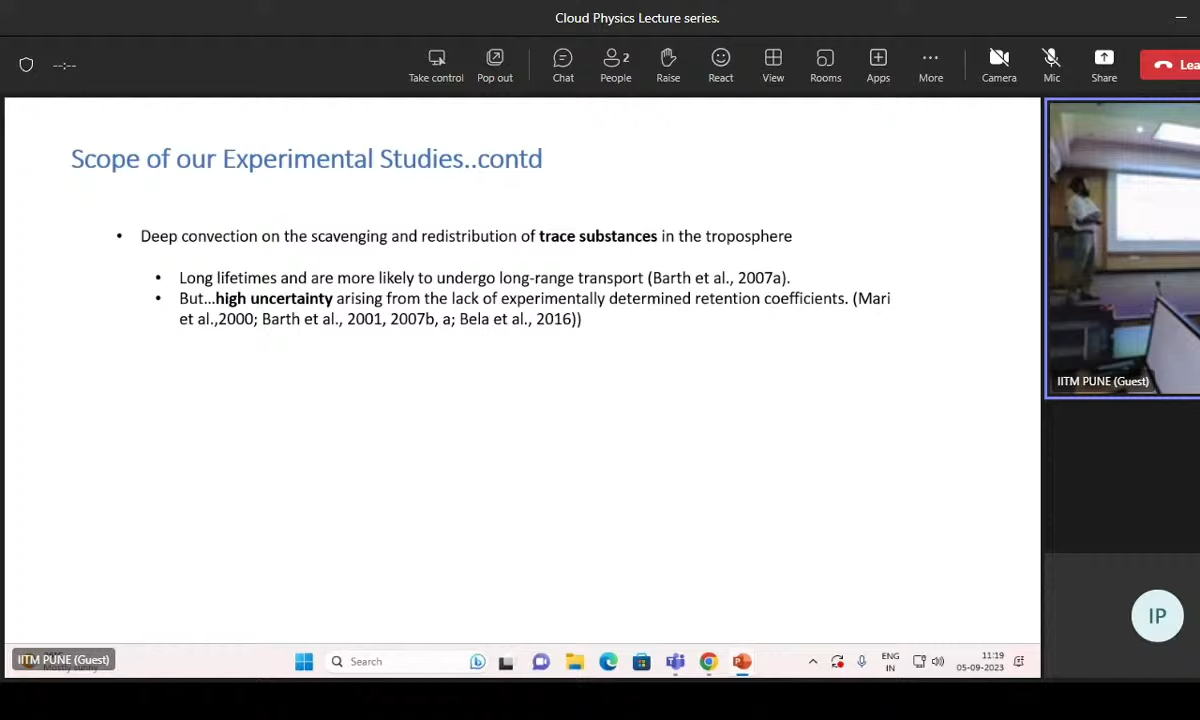 Cloud Physics Lecture series.
--:--
Take control
Pop out
Chat
2
People
Raise
React
View
Rooms
Apps
More
Camera
Mic
Share
Lea
Scope of our Experimental Studies..contd
• Deep convection on the scavenging and redistribution of trace substances in the troposphere
• Long lifetimes and are more likely to undergo long-range transport (Barth et al., 2007a).
• But…high uncertainty arising from the lack of experimentally determined retention coefficients. (Mari
et al.,2000; Barth et al., 2001, 2007b, a; Bela et al., 2016))
IITM PUNE (Guest)
IP
IITM PUNE (Guest)
Search
ENG
IN
11:19
05-09-2023